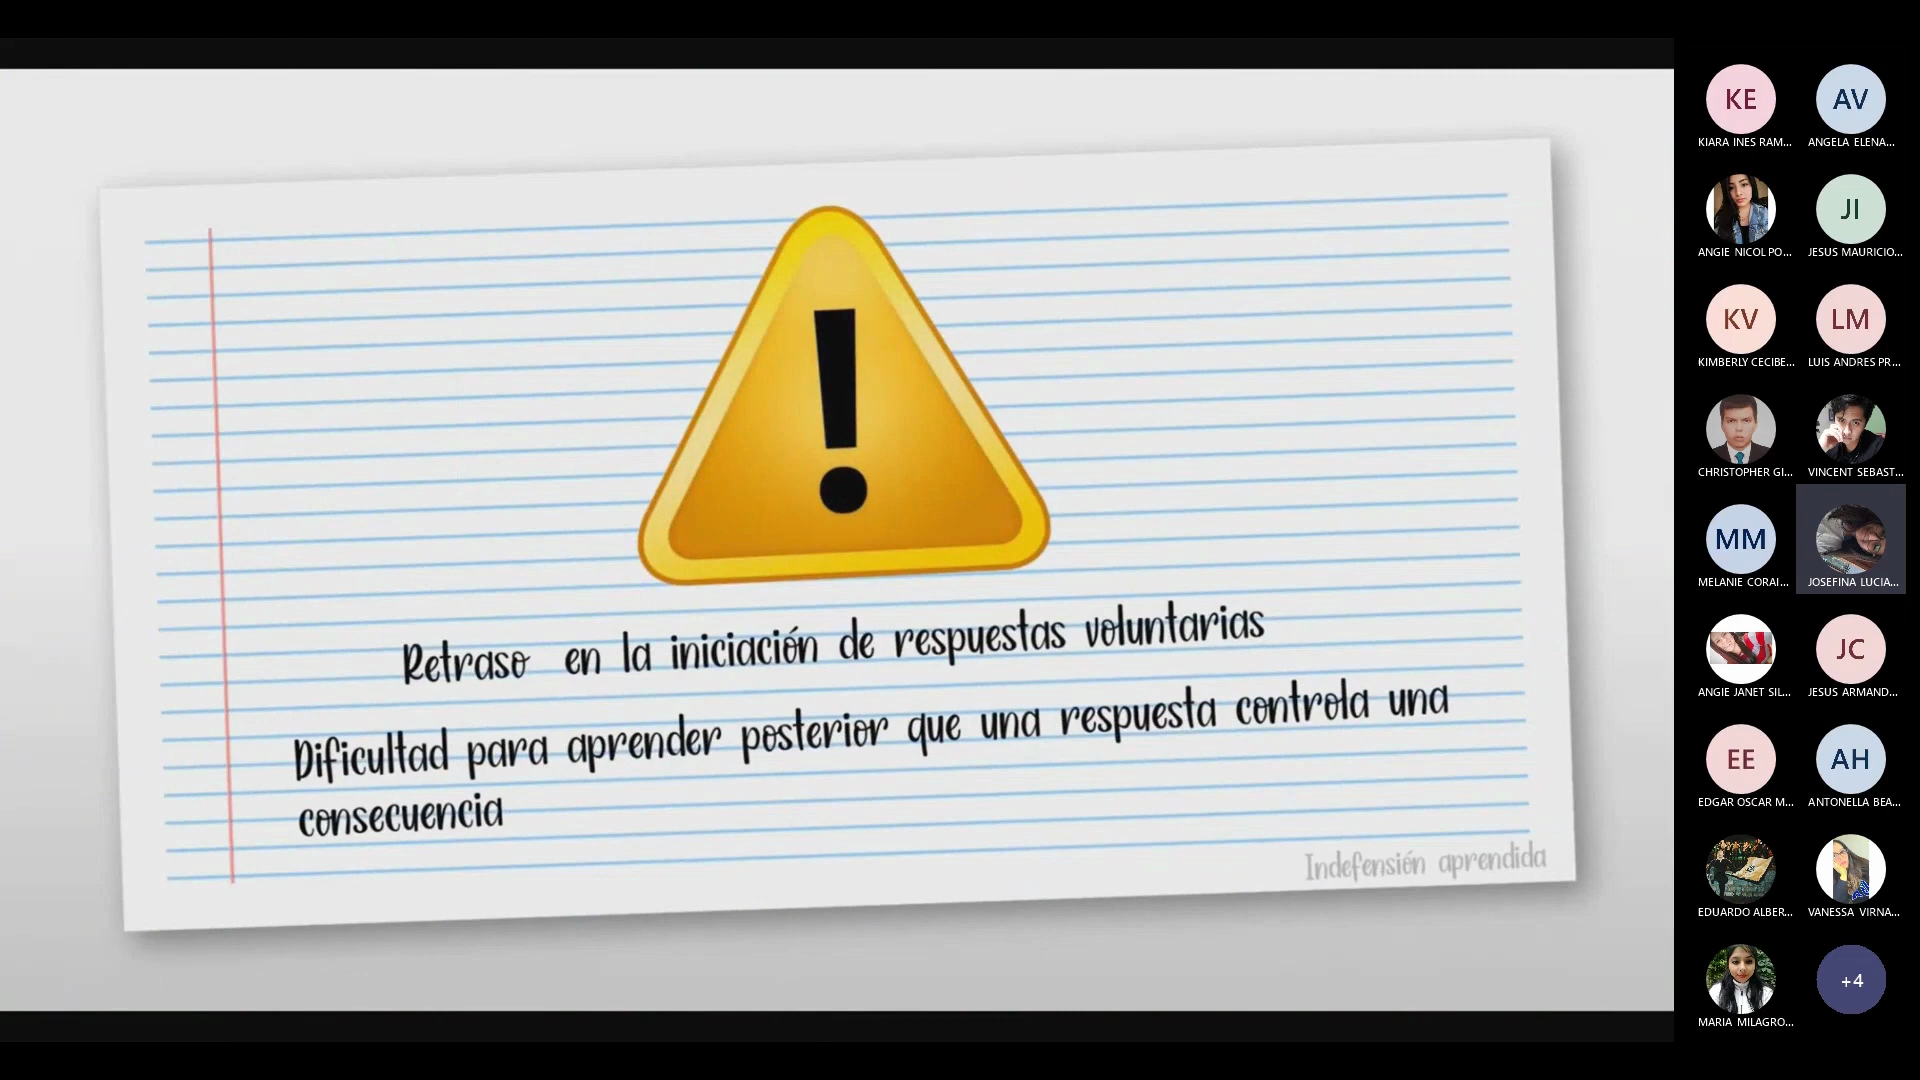 KE
AV
KIARA INES RAM...
ANGELA ELENA...
JI
ANGIE NICOL PO...
JESUS MAURICIO...
KV
LM
KIMBERLY CECIBE...
LUIS ANDRES PR...
CHRISTOPHER GI...
VINCENT SEBAST...
MM
MELANIE CORAI...
JOSEFINA LUCIA...
JC
ANGIE JANET SIL...
JESUS ARMAND...
EE
AH
EDGAR OSCAR M...
ANTONELLA BEA...
EDUARDO ALBER...
VANESSA VIRNA...
+4
MARIA MILAGRO...
!
Retraso en la iniciación de respuestas voluntarias
Dificultad para aprender posterior que una respuesta controla una
consecuencia
Indefensión aprendida